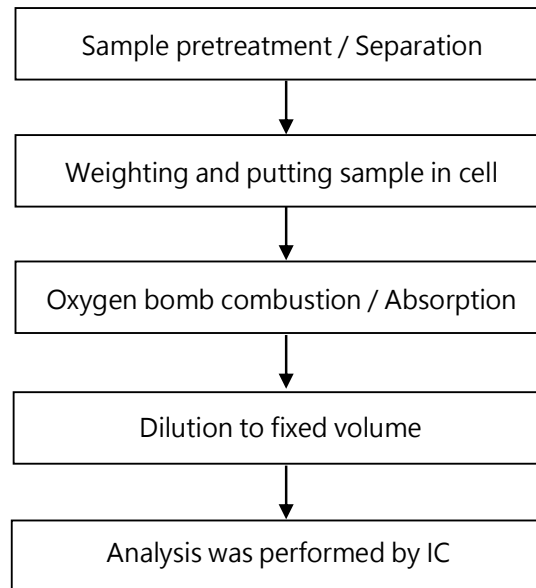 Sample pretreatment / Separation
Weighting and putting sample in cell
Oxygen bomb combustion / Absorption
Dilution to fixed volume
Analysis was performed by IC